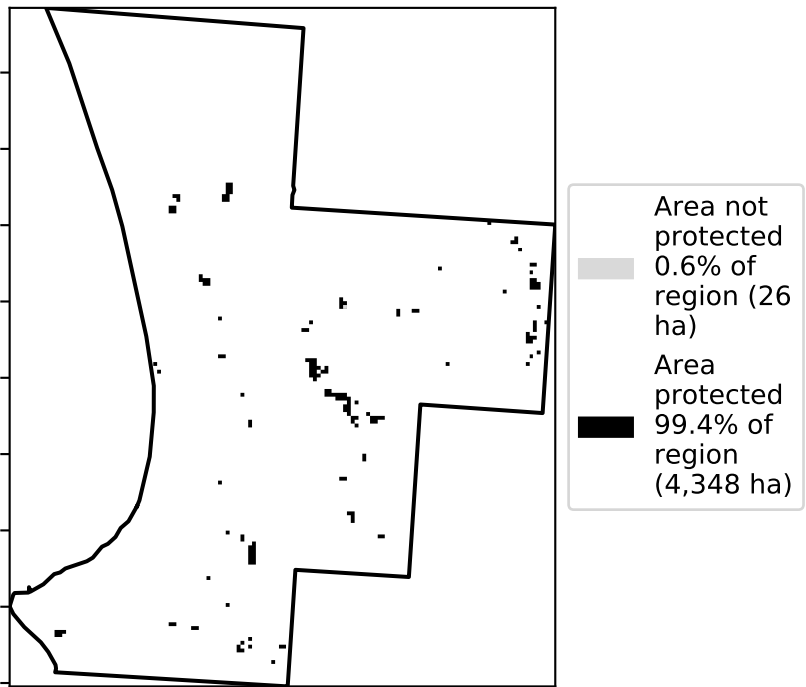 Area not
protected
0.6% of
region (26
ha)
Area
protected
99.4% of
region
(4,348 ha)